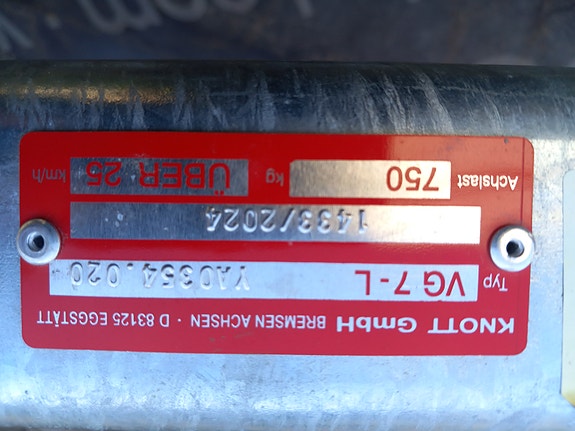 KNOTT GmbH BREMSEN ACHSEN · D 83125 EGGSTÄTT
Typ VG 7-L YA0354.020
1433/2024
Achslast 750 kg ÜBER 25 km/h